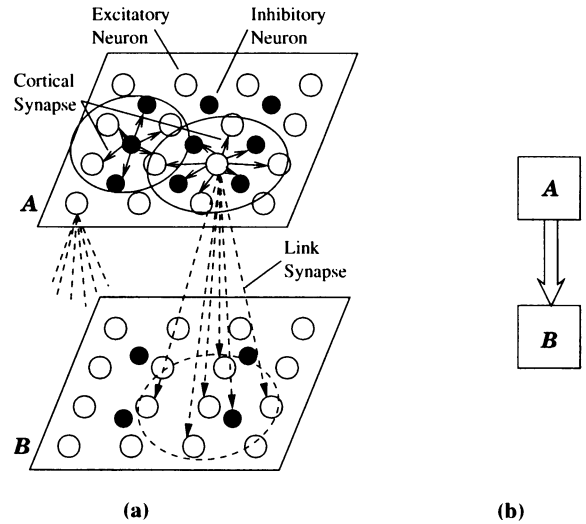 Excitatory
Neuron
Inhibitory
Neuron
Cortical
Synapse
A
Link
Synapse
B
A
B
(a)
(b)